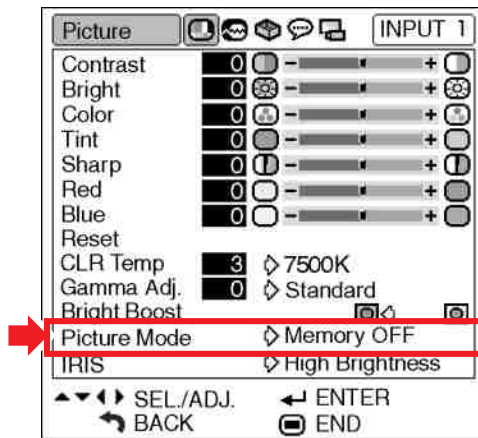 Picture INPUT 1
Contrast 0 - +
Bright 0 - +
Color 0 - +
Tint 0 - +
Sharp 0 - +
Red 0 - +
Blue 0 - +
Reset
CLR Temp 3 7500K
Gamma Adj. 0 Standard
Bright Boost
Picture Mode Memory OFF
IRIS High Brightness
SEL./ADJ. ENTER
BACK END